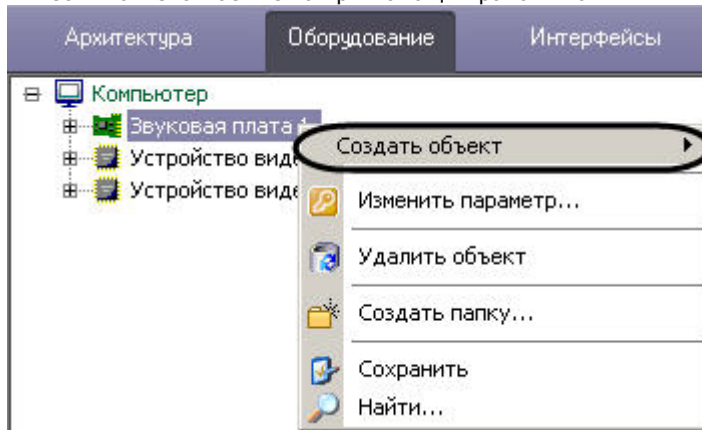 Архитектура Оборудование Интерфейсы
Компьютер
Звуковая плата 1
Создать объект
Устройство виде
Устройство виде
Изменить параметр...
Удалить объект
Создать папку...
Сохранить
Найти...